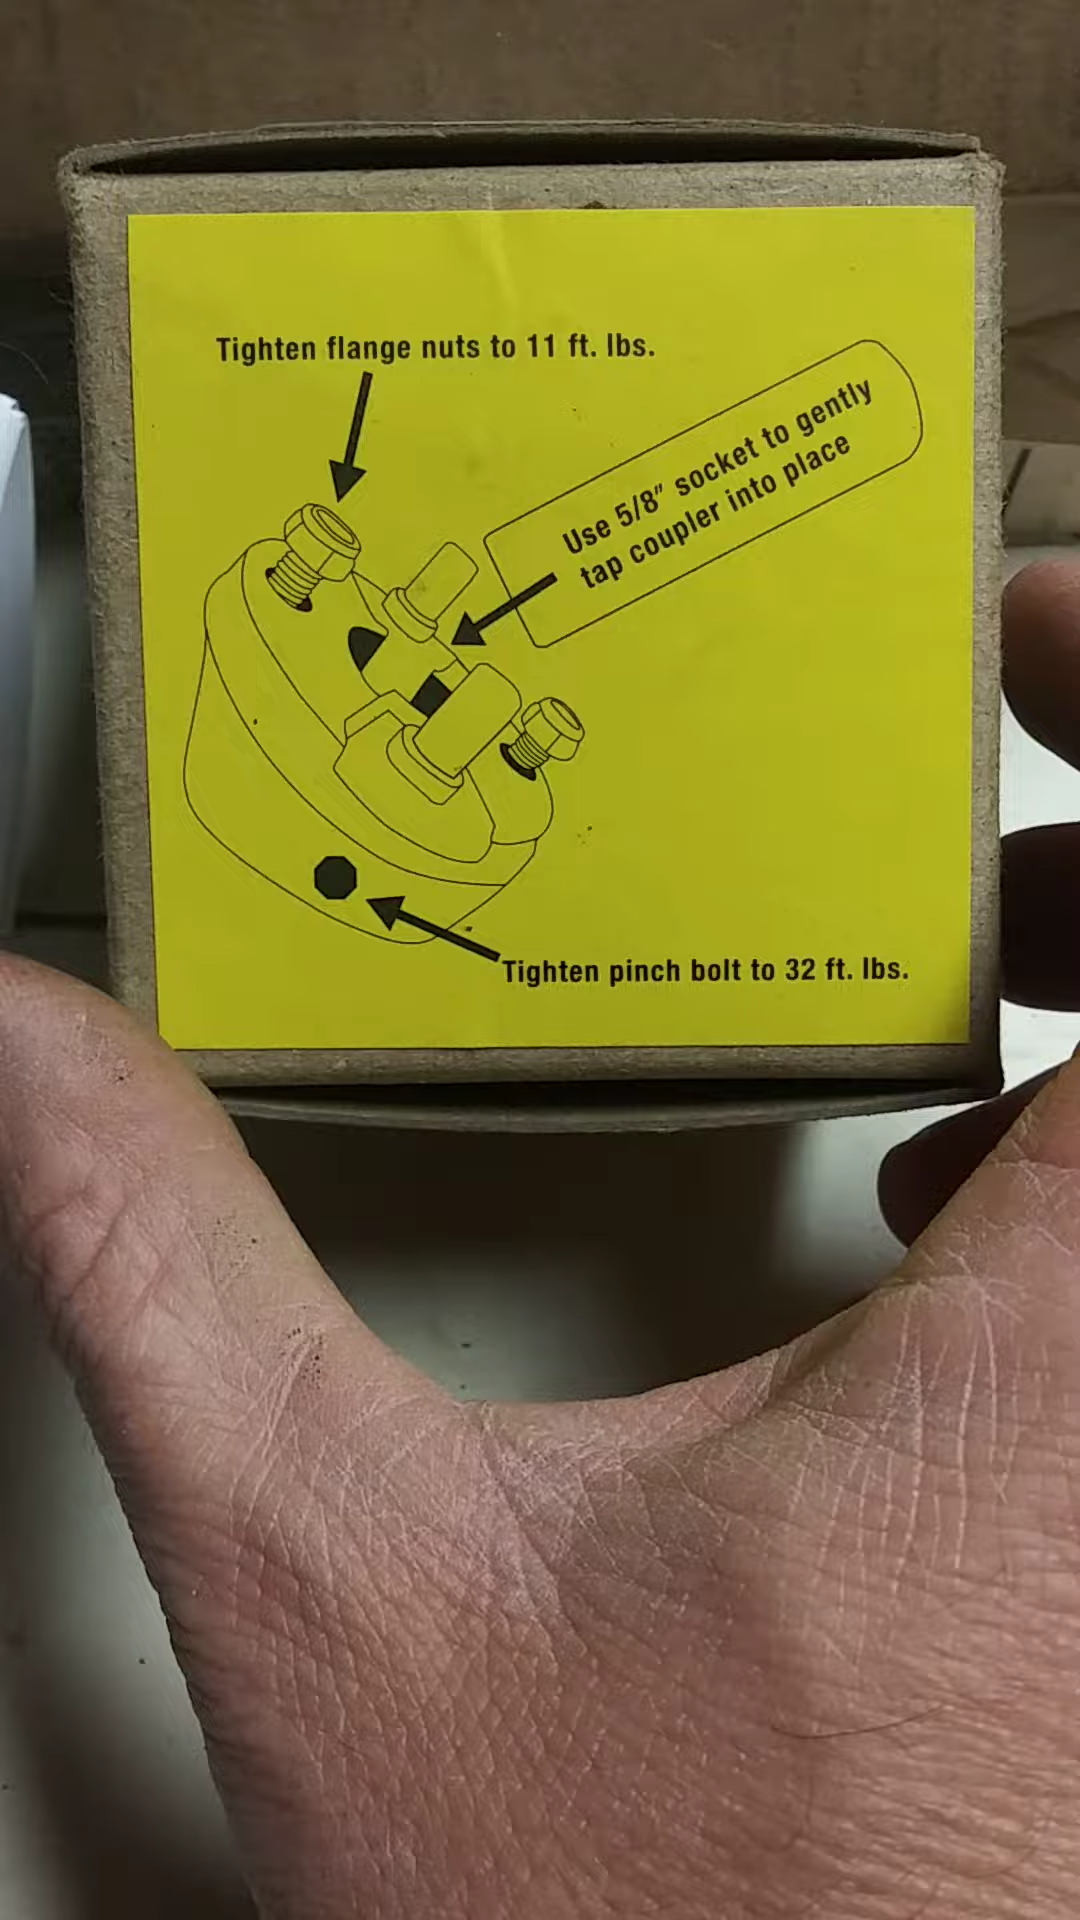 Tighten flange nuts to 11 ft. lbs.
Use 5/8" socket to gently
tap coupler into place
Tighten pinch bolt to 32 ft. lbs.